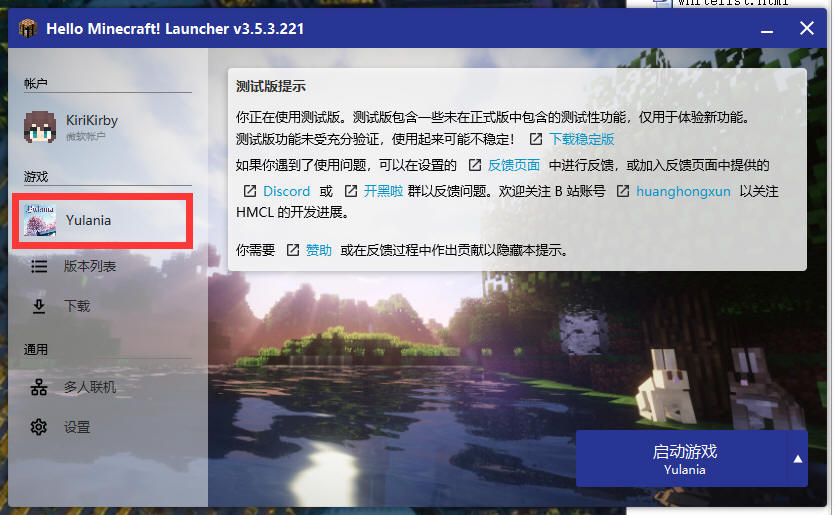 whitelist.html
Hello Minecraft! Launcher v3.5.3.221
帐户
KiriKirby
微软帐户
游戏
Yulania
Yulania
版本列表
下载
通用
多人联机
设置
测试版提示
你正在使用测试版。测试版包含一些未在正式版中包含的测试性功能，仅用于体验新功能。
测试版功能未受充分验证，使用起来可能不稳定！ 下载稳定版
如果你遇到了使用问题，可以在设置的 反馈页面 中进行反馈，或加入反馈页面中提供的
Discord 或 开黑啦 群以反馈问题。欢迎关注 B 站账号 huanghongxun 以关注
HMCL 的开发进展。
你需要 赞助 或在反馈过程中作出贡献以隐藏本提示。
启动游戏
Yulania